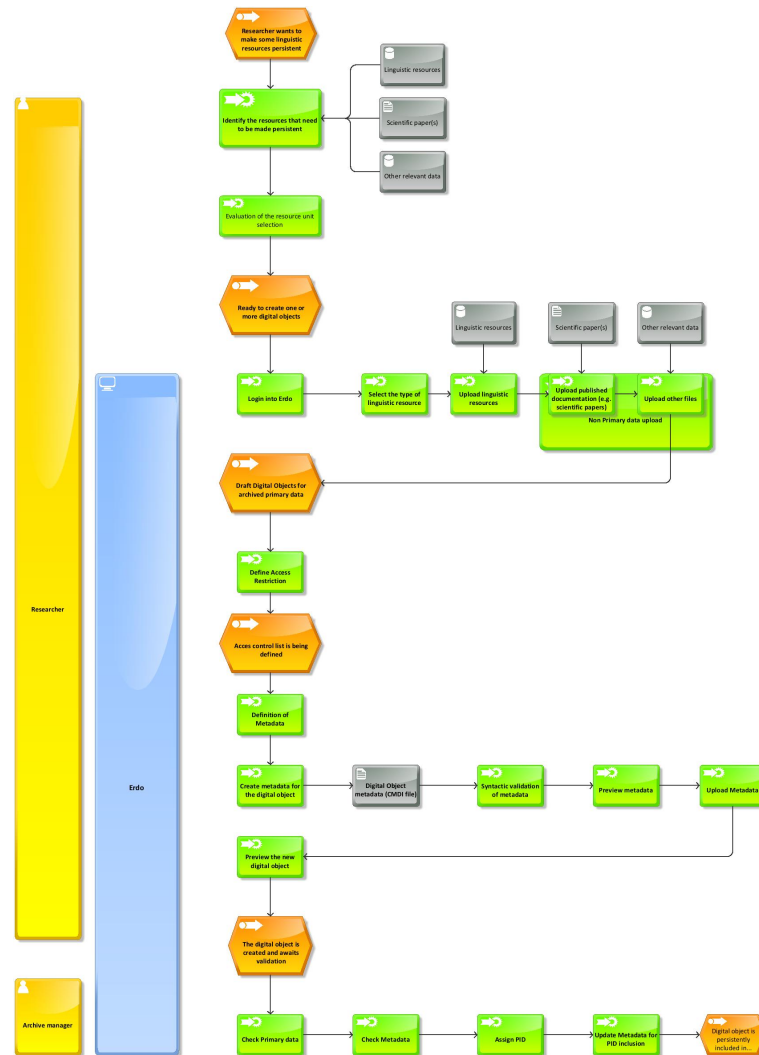 Researcher wants to
make some linguistic
resources persistent
Linguistic resources
Identify the resources that need
to be made persistent
Scientific paper(s)
Other relevant data
Evaluation of the resource unit
selection
Ready to create one or
more digital objects
Linguistic resources
Scientific paper(s)
Other relevant data
Login into Erdo
Select the type of
linguistic resource
Upload linguistic
resources
Upload published
documentation (e.g.
scientific papers)
Upload other files
Non Primary data upload
Draft Digital Objects for
archived primary data
Define Access
Restriction
Researcher
Acces control list is being
defined
Definition of
Metadata
Erdo
Create metadata for
the digital object
Digital Object
metadata (CMDI file)
Syntactic validation
of metadata
Preview metadata
Upload Metadata
Preview the new
digital object
The digital object is
created and awaits
validation
Archive manager
Check Primary data
Check Metadata
Assign PID
Update Metadata for
PID inclusion
Digital object is
persistently
included in...